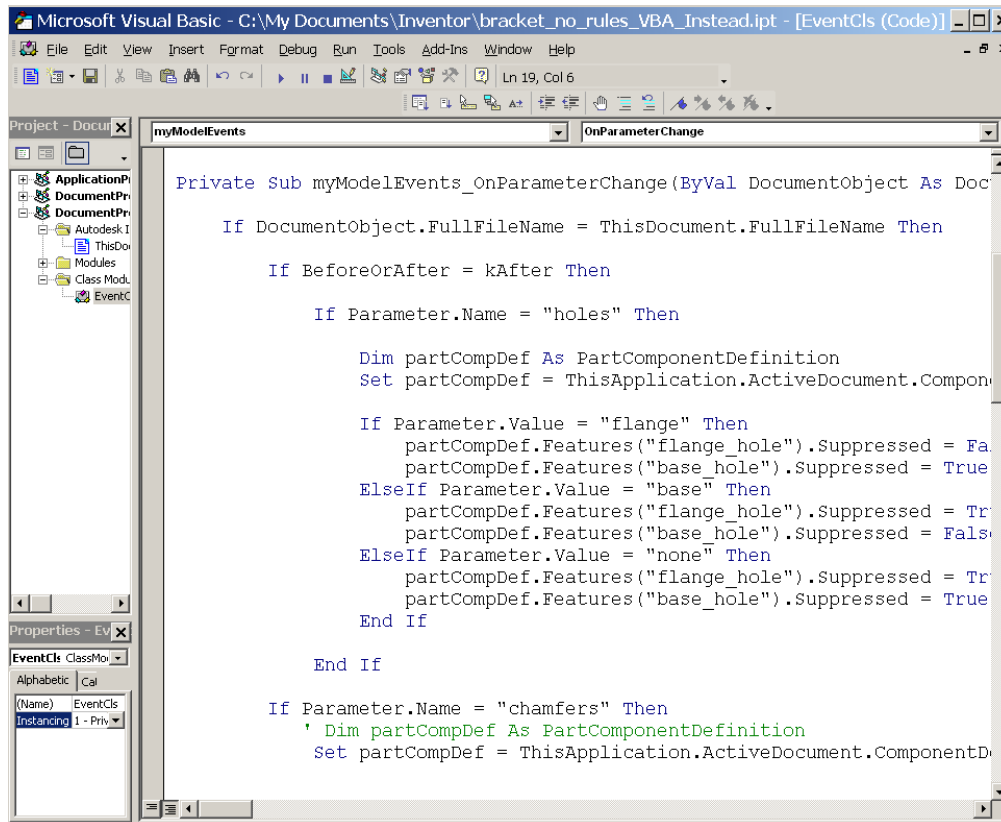 Microsoft Visual Basic - C:\My Documents\Inventor\bracket_no_rules_VBA_Instead.ipt - [EventCls (Code)]
File Edit View Insert Format Debug Run Tools Add-Ins Window Help
Ln 19, Col 6
Project - Docur
myModelEvents
OnParameterChange
ApplicationPr
DocumentPr
DocumentPr
Autodesk I
ThisDo
Modules
Class Modu
EventC
Private Sub myModelEvents_OnParameterChange(ByVal DocumentObject As Doc
If DocumentObject.FullFileName = ThisDocument.FullFileName Then
If BeforeOrAfter = kAfter Then
If Parameter.Name = "holes" Then
Dim partCompDef As PartComponentDefinition
Set partCompDef = ThisApplication.ActiveDocument.Compon
If Parameter.Value = "flange" Then
partCompDef.Features("flange_hole").Suppressed = Fa
partCompDef.Features("base_hole").Suppressed = True
ElseIf Parameter.Value = "base" Then
partCompDef.Features("flange_hole").Suppressed = Tr
partCompDef.Features("base_hole").Suppressed = Fals
ElseIf Parameter.Value = "none" Then
partCompDef.Features("flange_hole").Suppressed = Tr
partCompDef.Features("base_hole").Suppressed = True
End If
End If
If Parameter.Name = "chamfers" Then
' Dim partCompDef As PartComponentDefinition
Set partCompDef = ThisApplication.ActiveDocument.ComponentD
Properties - Ev
EventCls ClassMo
Alphabetic Cat
(Name) EventCls
Instancing 1 - Priv